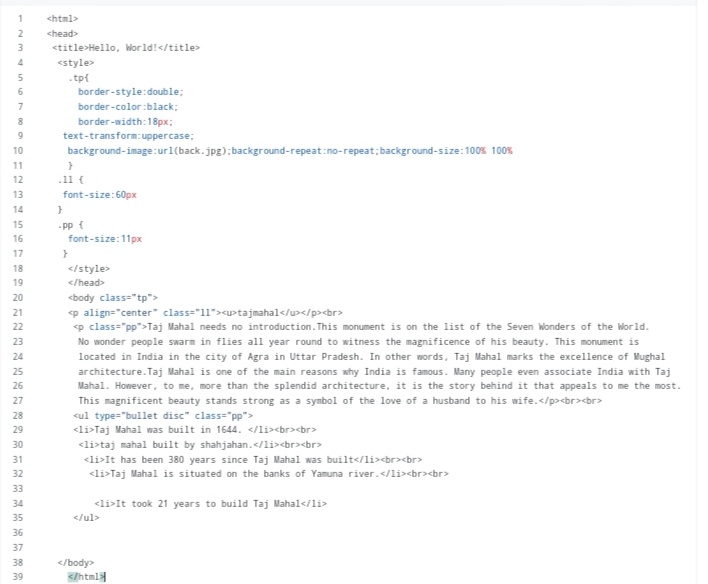 1 <html>
2 <head>
3 <title>Hello, World!</title>
4 <style>
5 .tp{
6 border-style:double;
7 border-color:black;
8 border-width:18px;
9 text-transform:uppercase;
10 background-image:url(back.jpg);background-repeat:no-repeat;background-size:100% 100%
11 }
12 .ll {
13 font-size:60px
14 }
15 .pp {
16 font-size:11px
17 }
18 </style>
19 </head>
20 <body class="tp">
21 <p align="center" class="ll"><u>tajmahal</u></p><br>
22 <p class="pp">Taj Mahal needs no introduction.This monument is on the list of the Seven Wonders of the World.
23 No wonder people swarm in flies all year round to witness the magnificence of his beauty. This monument is
24 located in India in the city of Agra in Uttar Pradesh. In other words, Taj Mahal marks the excellence of Mughal
25 architecture.Taj Mahal is one of the main reasons why India is famous. Many people even associate India with Taj
26 Mahal. However, to me, more than the splendid architecture, it is the story behind it that appeals to me the most.
27 This magnificent beauty stands strong as a symbol of the love of a husband to his wife.</p><br><br>
28 <ul type="bullet disc" class="pp">
29 <li>Taj Mahal was built in 1644. </li><br><br>
30 <li>taj mahal built by shahjahan.</li><br><br>
31 <li>It has been 380 years since Taj Mahal was built</li><br><br>
32 <li>Taj Mahal is situated on the banks of Yamuna river.</li><br><br>
33
34 <li>It took 21 years to build Taj Mahal</li>
35 </ul>
36
37
38 </body>
39 </html>